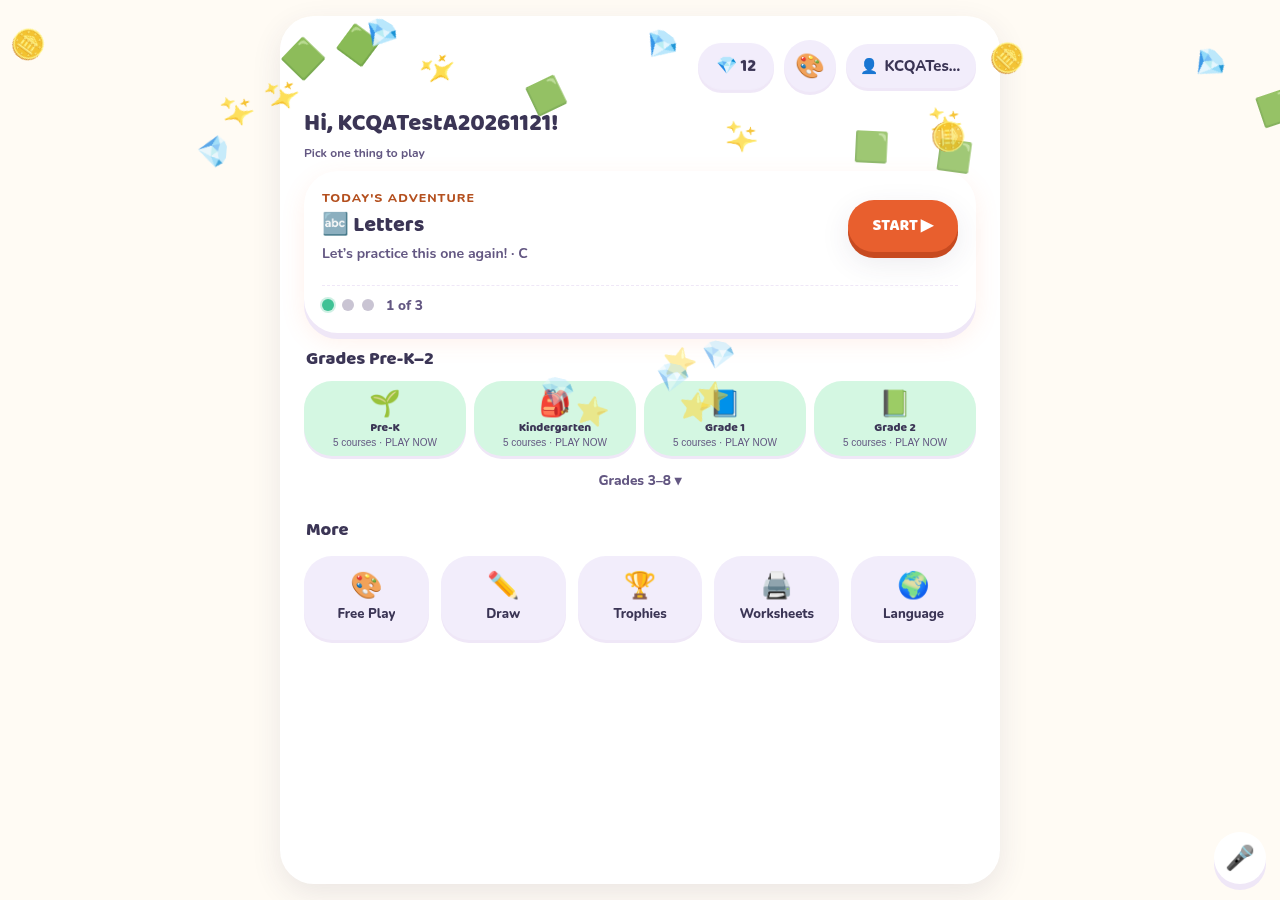 12
KCQATes...
Hi, KCQATestA20261121!
Pick one thing to play
TODAY'S ADVENTURE
abc Letters
Let's practice this one again! · C
START ▶
1 of 3
Grades Pre-K–2
Pre-K
5 courses · PLAY NOW
Kindergarten
5 courses · PLAY NOW
Grade 1
5 courses · PLAY NOW
Grade 2
5 courses · PLAY NOW
Grades 3–8 ▾
More
Free Play
Draw
Trophies
Worksheets
Language